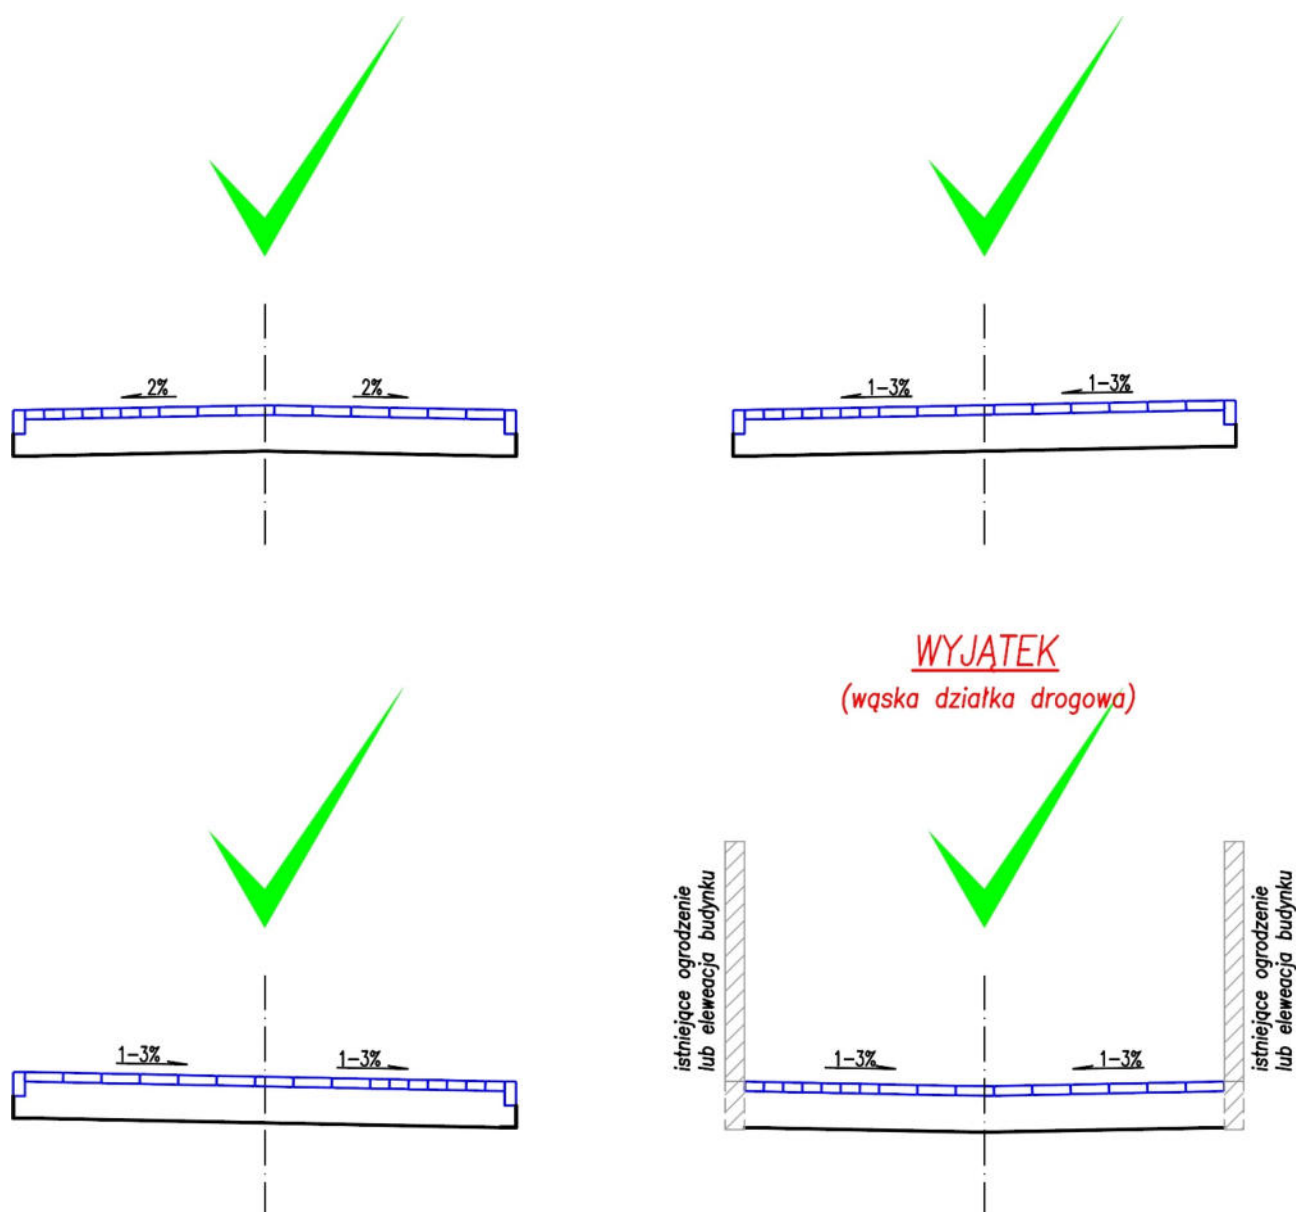 2% 2%
1-3% 1-3%
WYJĄTEK
(wąska działka drogowa)
istniejące ogrodzenie
lub eleweacja budynku
istniejące ogrodzenie
lub eleweacja budynku
1-3% 1-3%
1-3% 1-3%